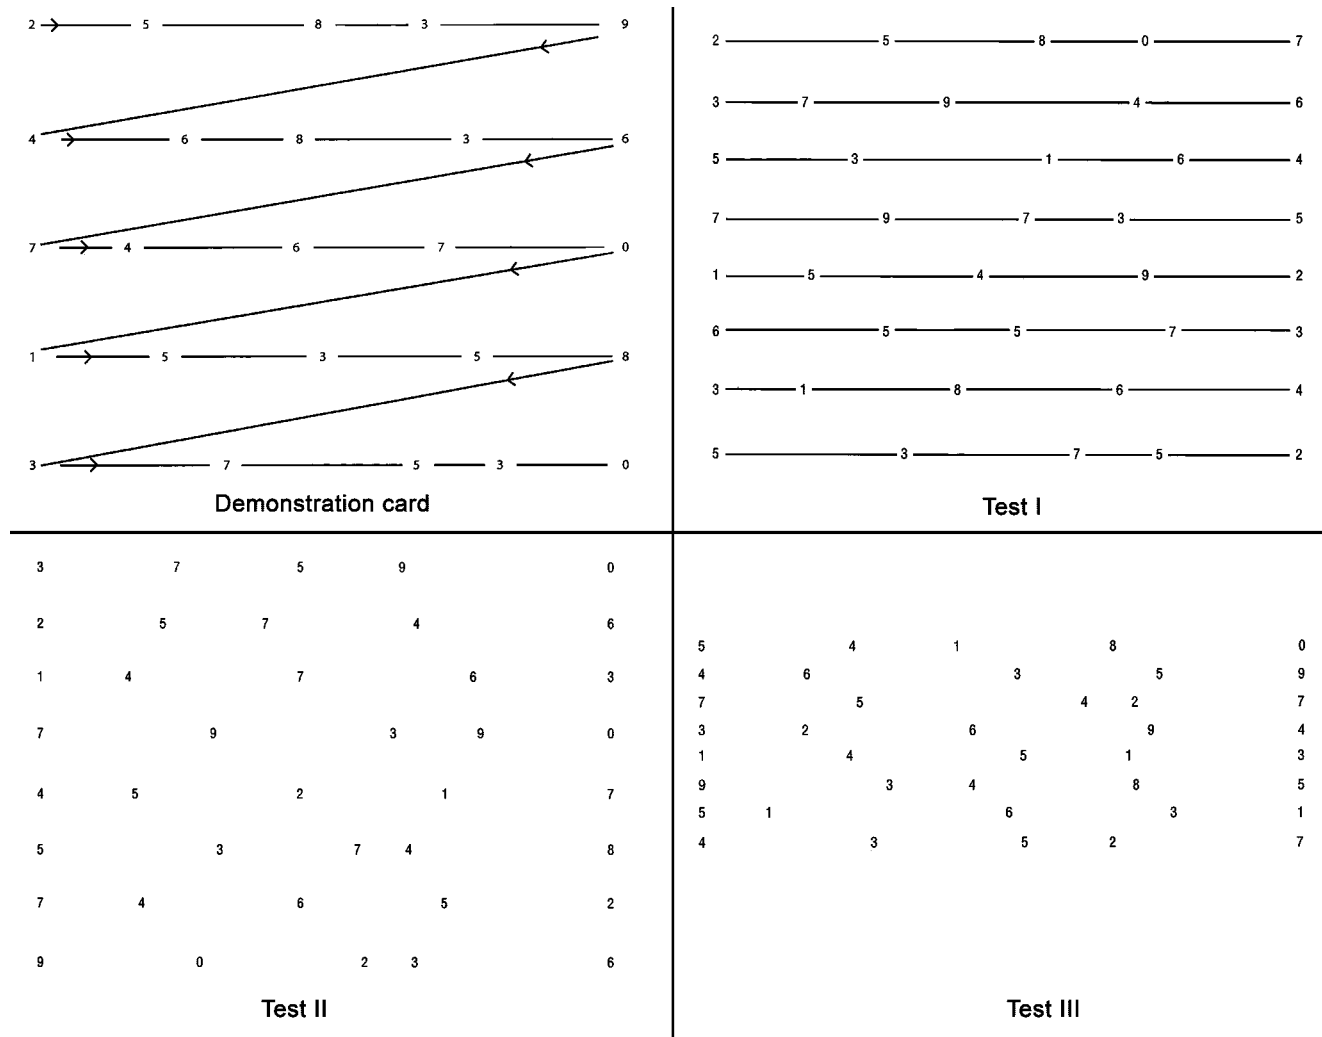 2 5 8 3 9
4 6 8 3 6
7 4 6 7 0
1 5 3 5 8
3 7 5 3 0
Demonstration card
2 5 8 0 7
3 7 9 4 6
5 3 1 6 4
7 9 7 3 5
1 5 4 9 2
6 5 5 7 3
3 1 8 6 4
5 3 7 5 2
Test I
3 7 5 9 0
2 5 7 4 6
1 4 7 6 3
7 9 3 9 0
4 5 2 1 7
5 3 7 4 8
7 4 6 5 2
9 0 2 3 6
Test II
5 4 1 8 0
4 6 3 5 9
7 5 4 2 7
3 2 6 9 4
1 4 5 1 3
9 3 4 8 5
5 1 6 3 1
4 3 5 2 7
Test III